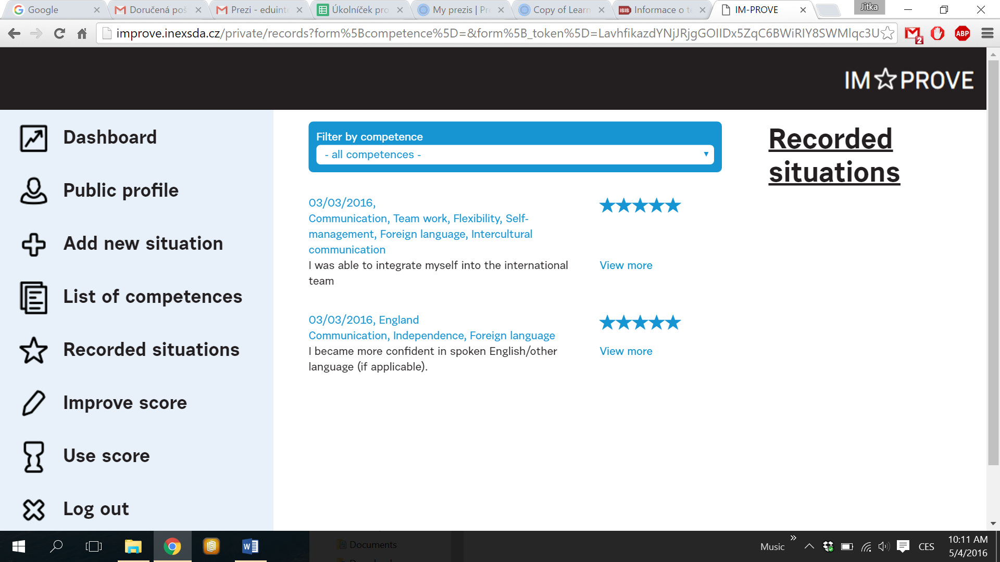 Google
Doručená poš
Prezi - eduint
Úkolníček pro
My prezis | Pr
Copy of Learn
ISIS Informace o t
IM-PROVE
Jitka
improve.inexsda.cz/private/records?form%5Bcompetence%5D=&form%5B_token%5D=LavhfikazdYNjJRjgGOIIDx5ZqC6BWiRIY8SWMlqc3U
2
ABP
IM PROVE
Dashboard
Public profile
Add new situation
List of competences
Recorded situations
Improve score
Use score
Log out
Filter by competence
- all competences -
03/03/2016,
Communication, Team work, Flexibility, Self-
management, Foreign language, Intercultural
communication
I was able to integrate myself into the international
team
View more
03/03/2016, England
Communication, Independence, Foreign language
I became more confident in spoken English/other
language (if applicable).
View more
Recorded
situations
Documents
Music
CES
10:11 AM
5/4/2016